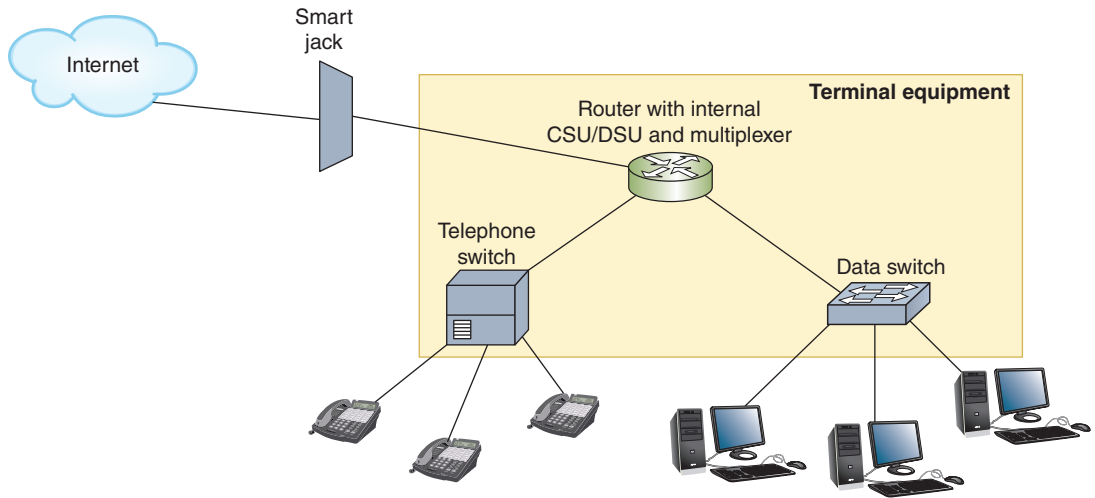 Smart
jack
Internet
Terminal equipment
Router with internal
CSU/DSU and multiplexer
Telephone
switch
Data switch